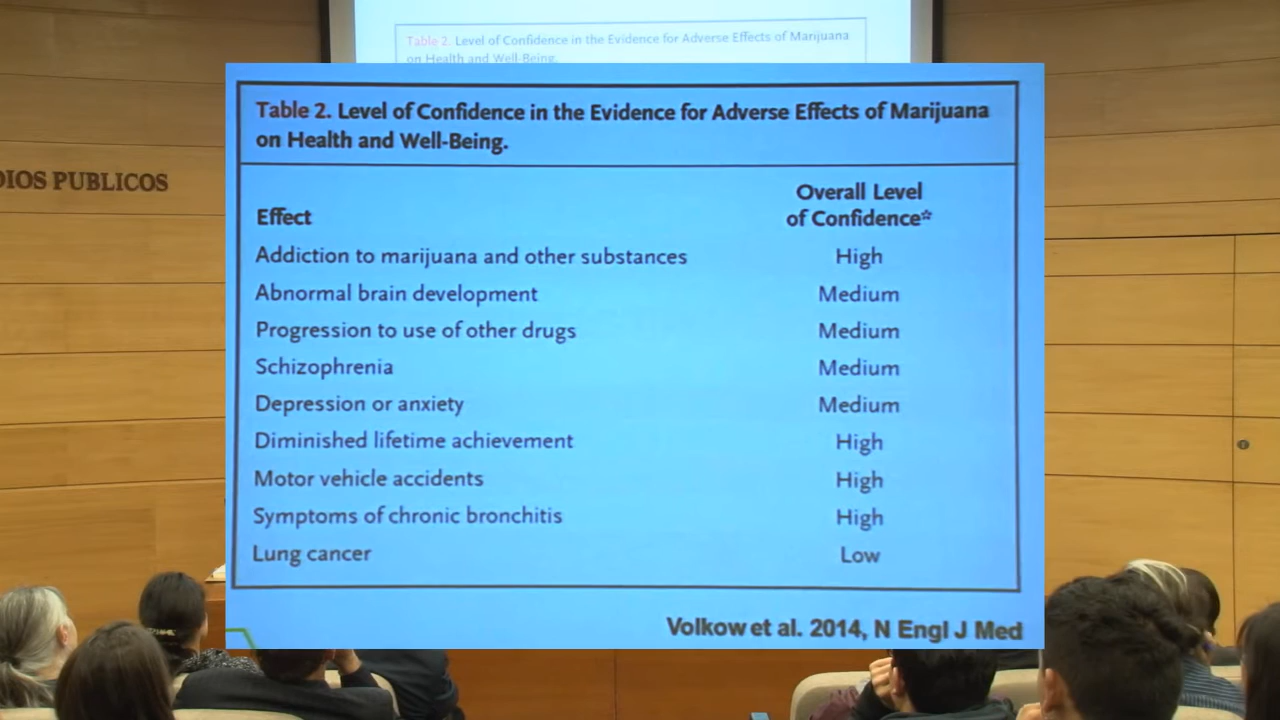 Table 2. Level of Confidence in the Evidence for Adverse Effects of Marijuana
on Health and Well-Being.
DIOS PUBLICOS
Table 2. Level of Confidence in the Evidence for Adverse Effects of Marijuana
on Health and Well-Being.
Effect
Overall Level
of Confidence*
Addiction to marijuana and other substances High
Abnormal brain development Medium
Progression to use of other drugs Medium
Schizophrenia Medium
Depression or anxiety Medium
Diminished lifetime achievement High
Motor vehicle accidents High
Symptoms of chronic bronchitis High
Lung cancer Low
Volkow et al. 2014, N Engl J Med